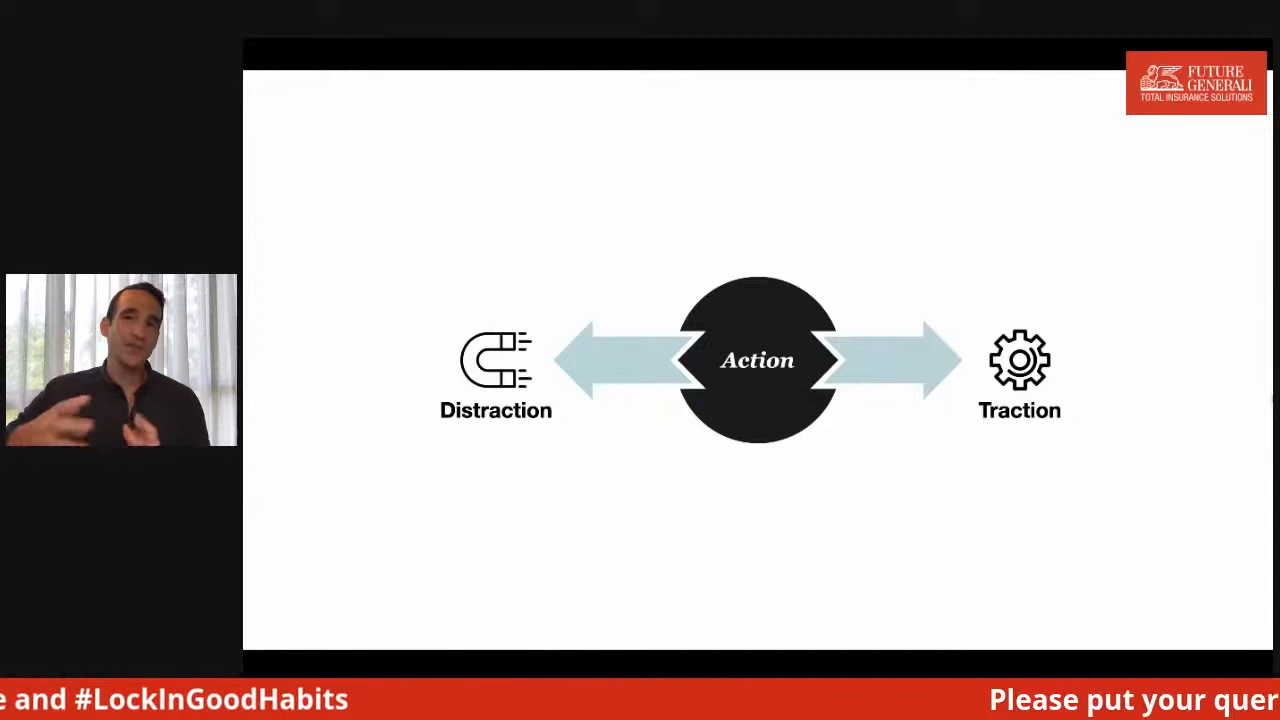 FUTURE
GENERALI
TOTAL INSURANCE SOLUTIONS
Action
Distraction
Traction
e and #LockInGoodHabits
Please put your quer